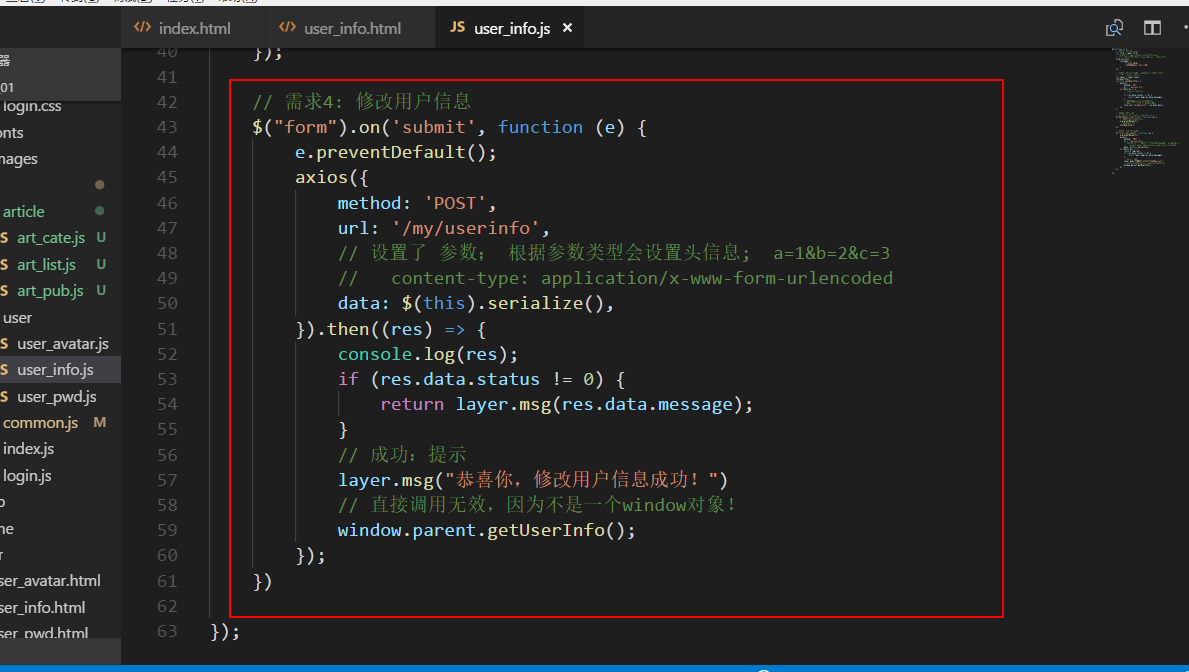 index.html
user_info.html
JS user_info.js ×
器
01
login.css
onts
mages
article
S art_cate.js U
S art_list.js U
S art_pub.js U
user
S user_avatar.js
S user_info.js
S user_pwd.js
common.js M
index.js
login.js
o
me
r
ser_avatar.html
ser_info.html
ser_pwd.html
40 });
41
42 // 需求4: 修改用户信息
43 $("form").on('submit', function (e) {
44 e.preventDefault();
45 axios({
46 method: 'POST',
47 url: '/my/userinfo',
48 // 设置了 参数; 根据参数类型会设置头信息; a=1&b=2&c=3
49 // content-type: application/x-www-form-urlencoded
50 data: $(this).serialize(),
51 }).then((res) => {
52 console.log(res);
53 if (res.data.status != 0) {
54 return layer.msg(res.data.message);
55 }
56 // 成功：提示
57 layer.msg("恭喜你，修改用户信息成功！")
58 // 直接调用无效，因为不是一个window对象！
59 window.parent.getUserInfo();
60 });
61 })
62
63 });